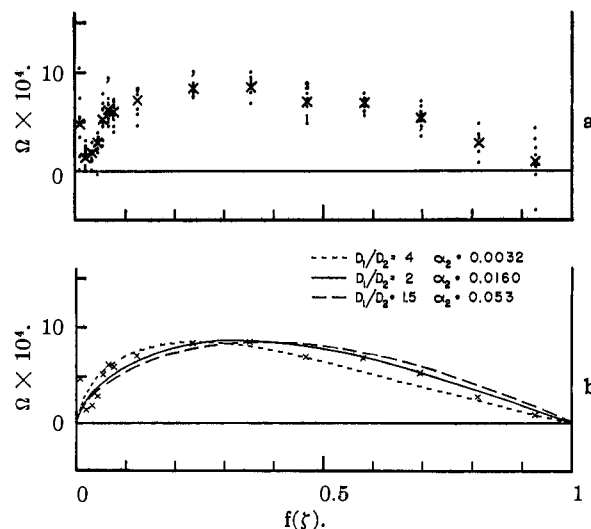 10
0
Ω × 10⁴.
a
D₁/D₂ = 4 α₂ = 0.0032
D₁/D₂ = 2 α₂ = 0.0160
D₁/D₂ = 1.5 α₂ = 0.053
10
0
Ω × 10⁴.
b
0 0.5 1
f(ζ).